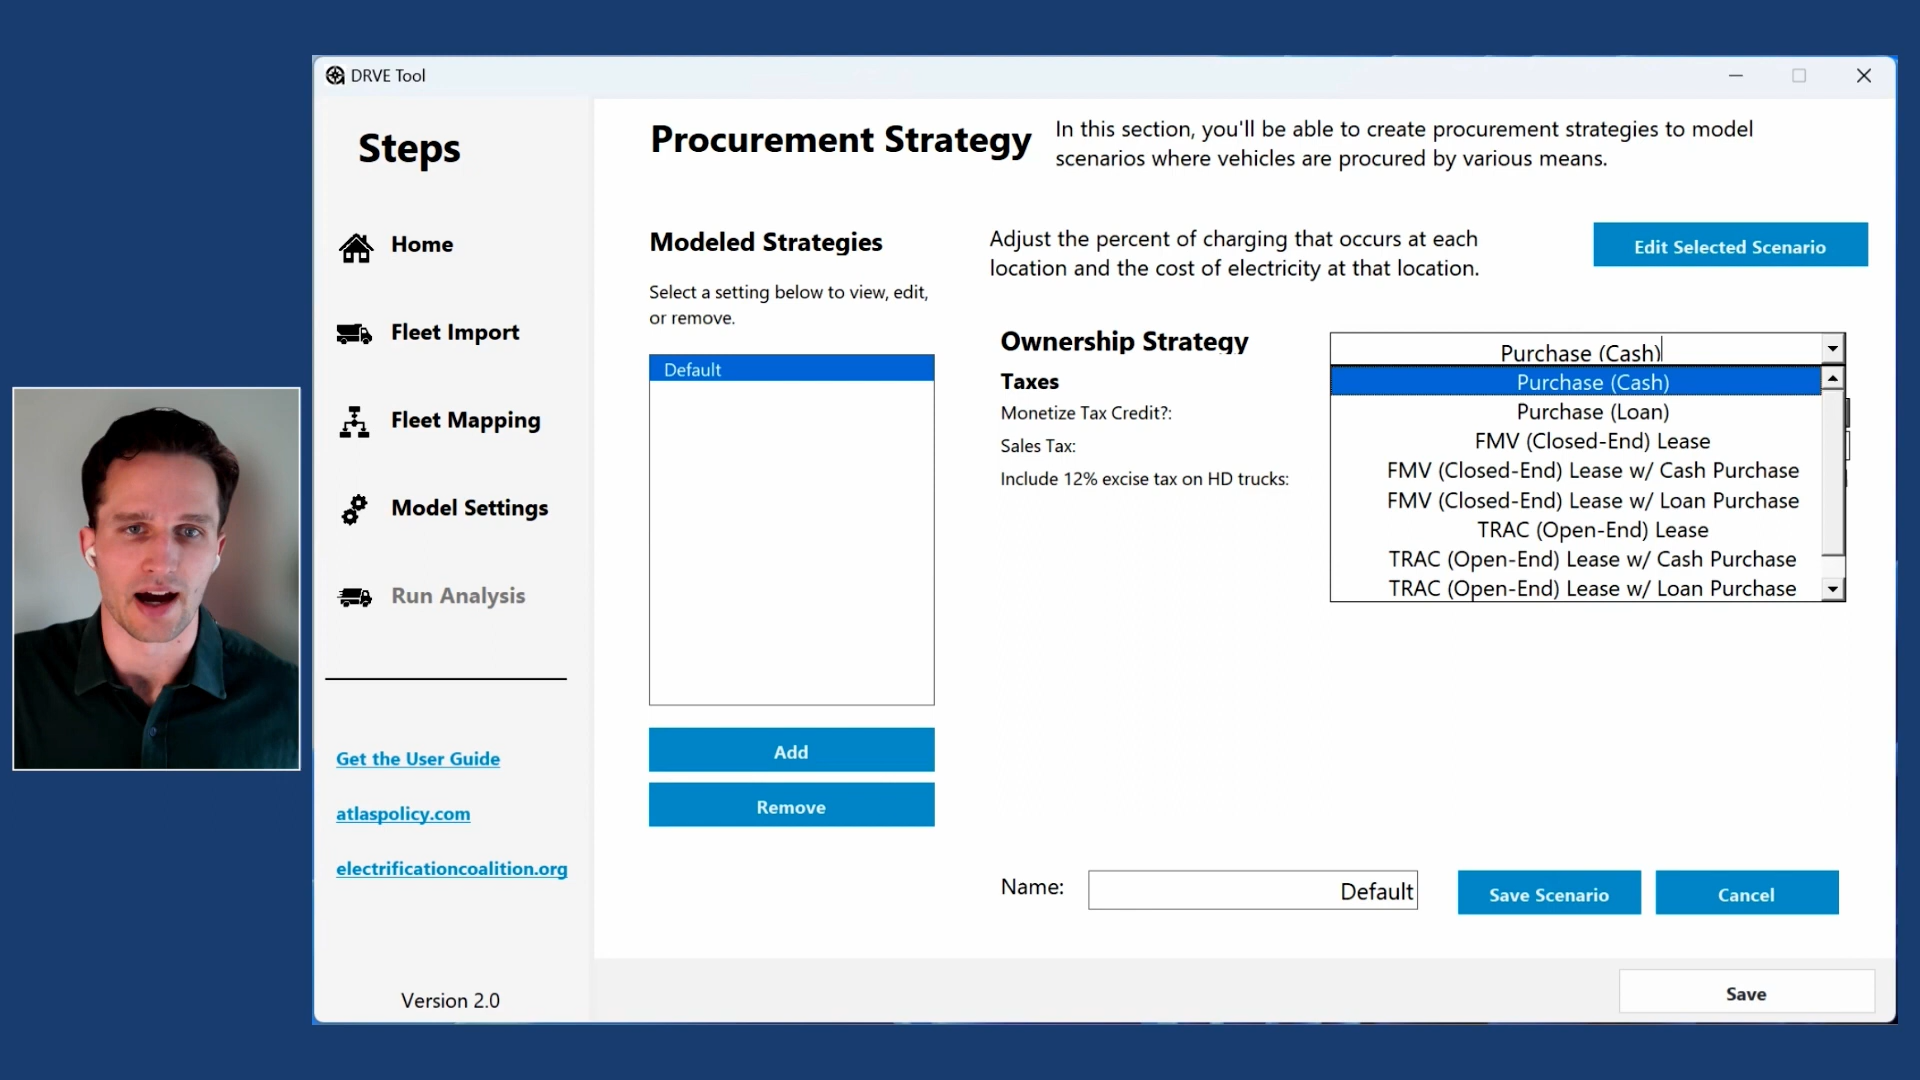 DRVE Tool
Steps
Home
Fleet Import
Fleet Mapping
Model Settings
Run Analysis
Get the User Guide
atlaspolicy.com
electrificationcoalition.org
Version 2.0
Procurement Strategy
In this section, you'll be able to create procurement strategies to model
scenarios where vehicles are procured by various means.
Modeled Strategies
Select a setting below to view, edit,
or remove.
Default
Add
Remove
Adjust the percent of charging that occurs at each
location and the cost of electricity at that location.
Edit Selected Scenario
Ownership Strategy
Taxes
Monetize Tax Credit?:
Sales Tax:
Include 12% excise tax on HD trucks:
Purchase (Cash)
Purchase (Cash)
Purchase (Loan)
FMV (Closed-End) Lease
FMV (Closed-End) Lease w/ Cash Purchase
FMV (Closed-End) Lease w/ Loan Purchase
TRAC (Open-End) Lease
TRAC (Open-End) Lease w/ Cash Purchase
TRAC (Open-End) Lease w/ Loan Purchase
Name:
Default
Save Scenario
Cancel
Save